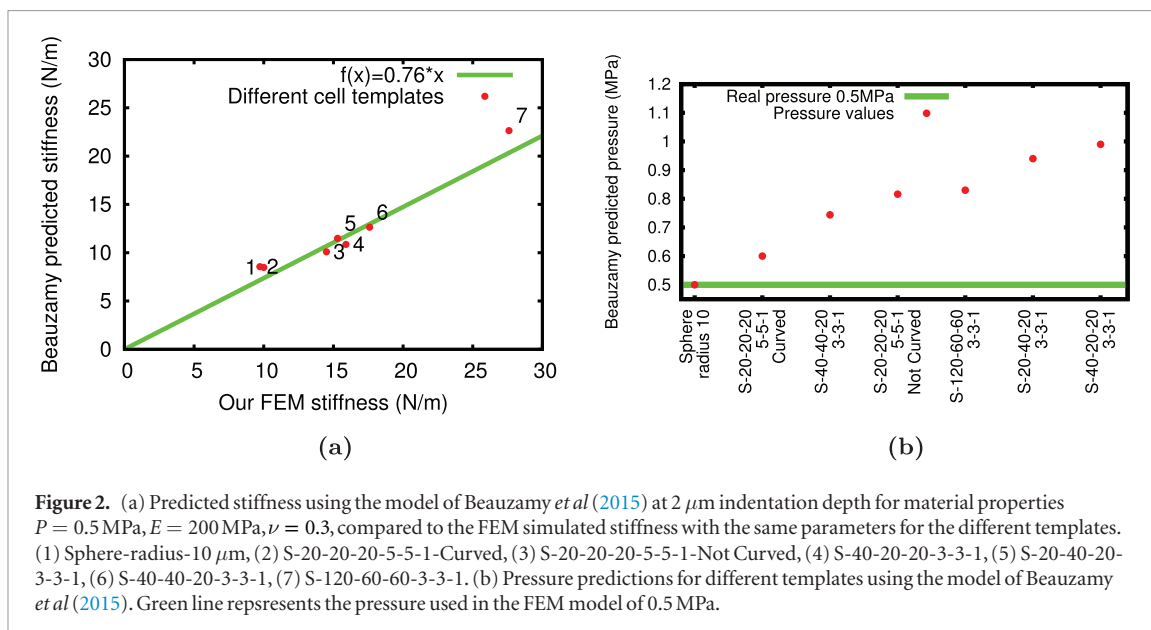 Beauzamy predicted stiffness (N/m)
30
25
20
15
10
5
0
f(x)=0.76*x
Different cell templates
1
2
3
4
5
6
7
0 5 10 15 20 25 30
Our FEM stiffness (N/m)
(a)
Beauzamy predicted pressure (MPa)
1.2
1.1
1
0.9
0.8
0.7
0.6
0.5
Real pressure 0.5MPa
Pressure values
Sphere
radius 10
S-20-20-20
5-5-1
Curved
S-40-40-20
3-3-1
S-20-20-20
5-5-1
Not Curved
S-120-60-60
3-3-1
S-20-40-20
3-3-1
S-40-20-20
3-3-1
(b)
Figure 2. (a) Predicted stiffness using the model of Beauzamy et al (2015) at 2 μm indentation depth for material properties
P = 0.5 MPa, E = 200 MPa, ν = 0.3, compared to the FEM simulated stiffness with the same parameters for the different templates.
(1) Sphere-radius-10 μm, (2) S-20-20-20-5-5-1-Curved, (3) S-20-20-20-5-5-1-Not Curved, (4) S-40-20-20-3-3-1, (5) S-20-40-20-
3-3-1, (6) S-40-40-20-3-3-1, (7) S-120-60-60-3-3-1. (b) Pressure predictions for different templates using the model of Beauzamy
et al (2015). Green line repsresents the pressure used in the FEM model of 0.5 MPa.